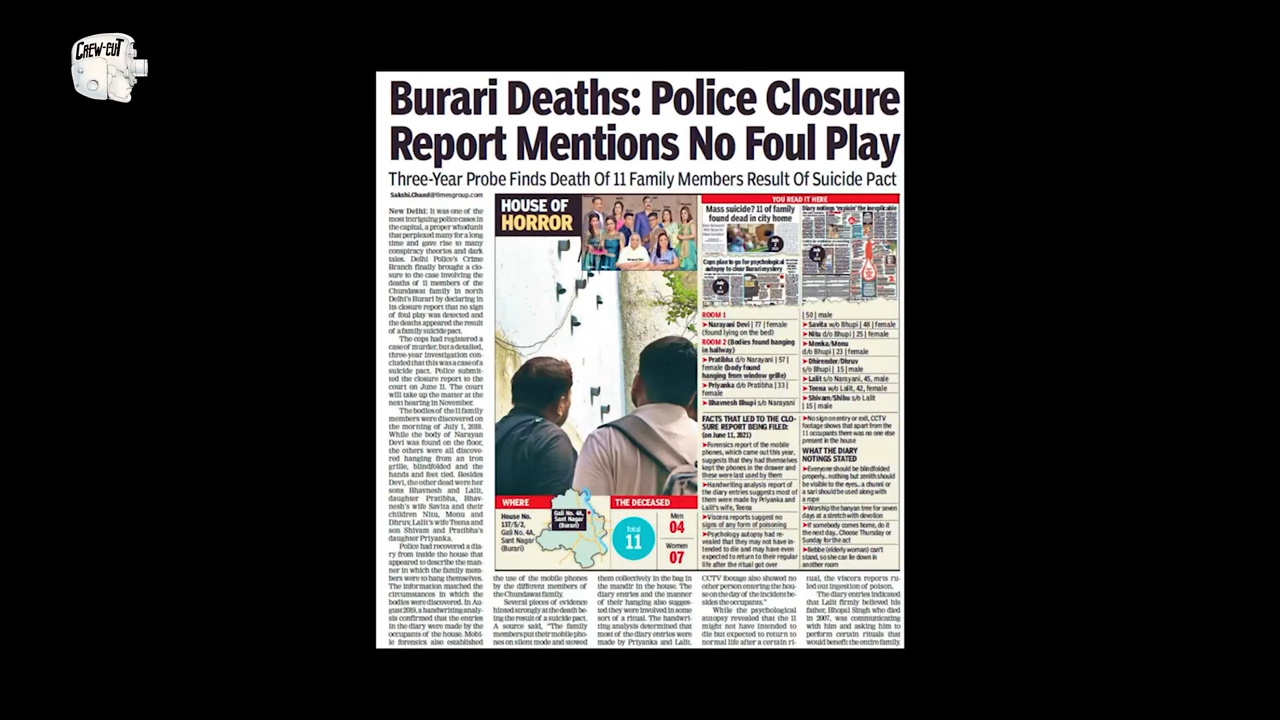 CREW-CUT
Burari Deaths: Police Closure
Report Mentions No Foul Play
Three-Year Probe Finds Death Of 11 Family Members Result Of Suicide Pact
Sakshi.Chand@timesgroup.com
New Delhi: It was one of the
most intriguing police cases in
the capital, a proper whodunit
that perplexed many for a long
time and gave rise to many
conspiracy theories and dark
tales. Delhi Police's Crime
Branch finally brought a clo-
sure to the case involving the
deaths of 11 members of the
Chundawat family in north
Delhi's Burari by declaring in
its closure report that no sign
of foul play was detected and
the deaths appeared the result
of a family suicide pact.
The cops had registered a
case of murder, but a detailed,
three-year investigation con-
cluded that this was a case of a
suicide pact. Police submit-
ted the closure report to the
court on June 11. The court
will take up the matter at the
next hearing in November.
The bodies of the 11 family
members were discovered on
the morning of July 1, 2018.
While the body of Narayan
Devi was found on the floor,
the others were all discove-
red hanging from an iron
grille, blindfolded and the
hands and feet tied. Besides
Devi, the other dead were her
sons Bhavnesh and Lalit,
daughter Pratibha, Bhav-
nesh's wife Savita and their
children Nitu, Monu and
Dhruv, Lalit's wife Teena and
son Shivam and Pratibha's
daughter Priyanka.
Police had recovered a dia-
ry from inside the house that
appeared to describe the man-
ner in which the family mem-
bers were to hang themselves.
The information matched the
circumstances in which the
bodies were discovered. In Au-
gust 2019, a handwriting analy-
sis confirmed that the entries
in the diary were made by the
occupants of the house. Mobi-
le forensics also established
HOUSE OF
HORROR
WHERE
House No.
137/5/2,
Gali No. 4A,
Sant Nagar
(Burari)
Gali No. 4A,
Sant Nagar
(Burari)
THE DECEASED
Total
11
Men
04
Women
07
YOU READ IT HERE
Mass suicide? 11 of family
found dead in city home
Cops plan to go for psychological
autopsy to clear Burari mystery
Diary notings 'explain' the inexplicable
ROOM 1
➤Narayani Devi | 77 | female
(found lying on the bed)
ROOM 2 (Bodies found hanging
in hallway)
➤Pratibha d/o Narayani | 57 |
female (body found
hanging from window grille)
➤Priyanka d/o Pratibha | 33 |
female
➤Bhavnesh Bhupi s/o Narayani
| 50 | male
➤Savita w/o Bhupi | 48 | female
➤Nitu d/o Bhupi | 25 | female
➤Menka/Monu
d/o Bhupi | 23 | female
➤Dhirender/Dhruv
s/o Bhupi | 15 | male
➤Lalit s/o Narayani, 45, male
➤Teena w/o Lalit, 42, female
➤Shivam/Shibu s/o Lalit
| 15 | male
FACTS THAT LED TO THE CLO-
SURE REPORT BEING FILED:
(on June 11, 2021)
➤Forensics report of the mobile
phones, which came out this year,
suggests that they had themselves
kept the phones in the drawer and
these were last used by them
➤Handwriting analysis report of
the diary entries suggests most of
them were made by Priyanka and
Lalit's wife, Teena
➤Viscera reports suggest no
signs of any form of poisoning
➤Psychology autopsy had re-
vealed that they may not have in-
tended to die and may have even
expected to return to their regular
life after the ritual got over
➤No sign on entry or exit, CCTV
footage shows that apart from the
11 occupants there was no one else
present in the house
WHAT THE DIARY
NOTINGS STATED
➤Everyone should be blindfolded
properly.. nothing but zenith should
be visible to the eyes.. a chunni or
a sari should be used along with
a rope
➤Worship the banyan tree for seven
days at a stretch with devotion
➤If somebody comes home, do it
the next day.. Choose Thursday or
Sunday for the act
➤Bebbe (elderly woman) can't
stand, so she can lie down in
another room
the use of the mobile phones
by the different members of
the Chundawat family.
Several pieces of evidence
hinted strongly at the death be-
ing the result of a suicide pact.
A source said, "The family
members put their mobile pho-
nes on silent mode and stowed
them collectively in the bag in
the mandir in the house. The
diary entries and the manner
of their hanging also sugges-
ted they were involved in some
sort of a ritual. The handwri-
ting analysis determined that
most of the diary entries were
made by Priyanka and Lalit.
CCTV footage also showed no
other person entering the hou-
se on the day of the incident be-
sides the occupants."
While the psychological
autopsy revealed that the 11
might not have intended to
die but expected to return to
normal life after a certain ri-
tual, the viscera reports ru-
led out ingestion of poison.
The diary entries indicated
that Lalit firmly believed his
father, Bhopal Singh who died
in 2007, was communicating
with him and asking him to
perform certain rituals that
would benefit the entire family.